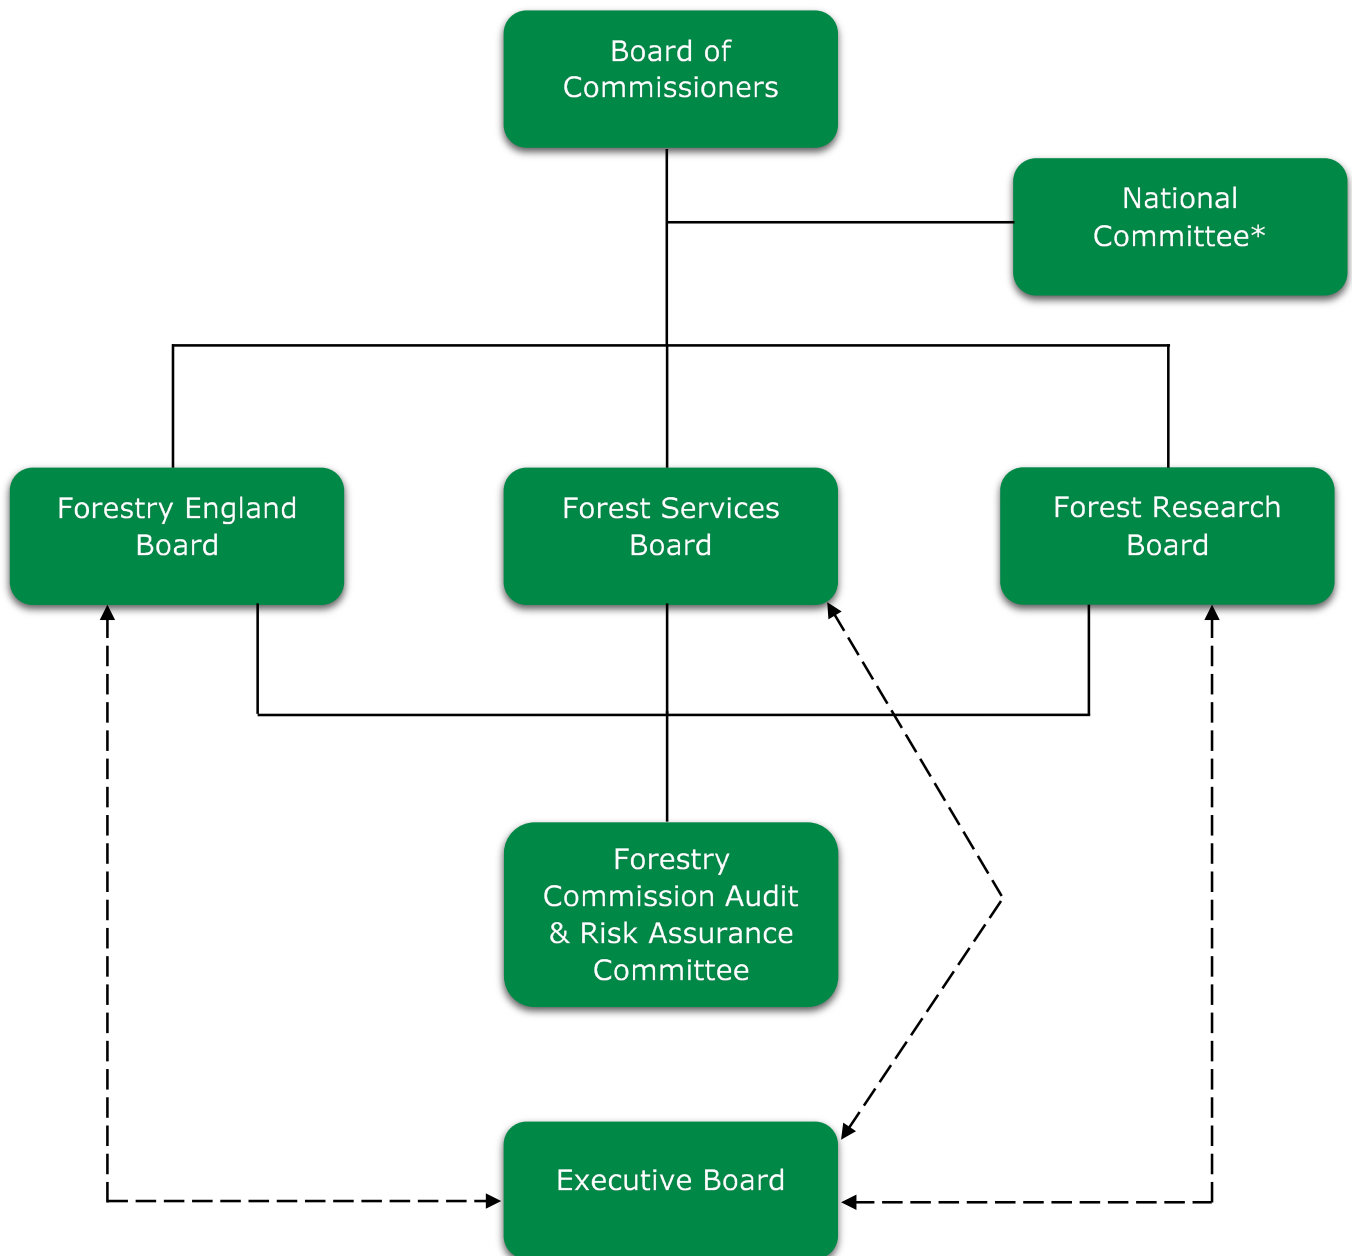 Board of
Commissioners
National
Committee*
Forestry England
Board
Forest Services
Board
Forest Research
Board
Forestry
Commission Audit
& Risk Assurance
Committee
Executive Board